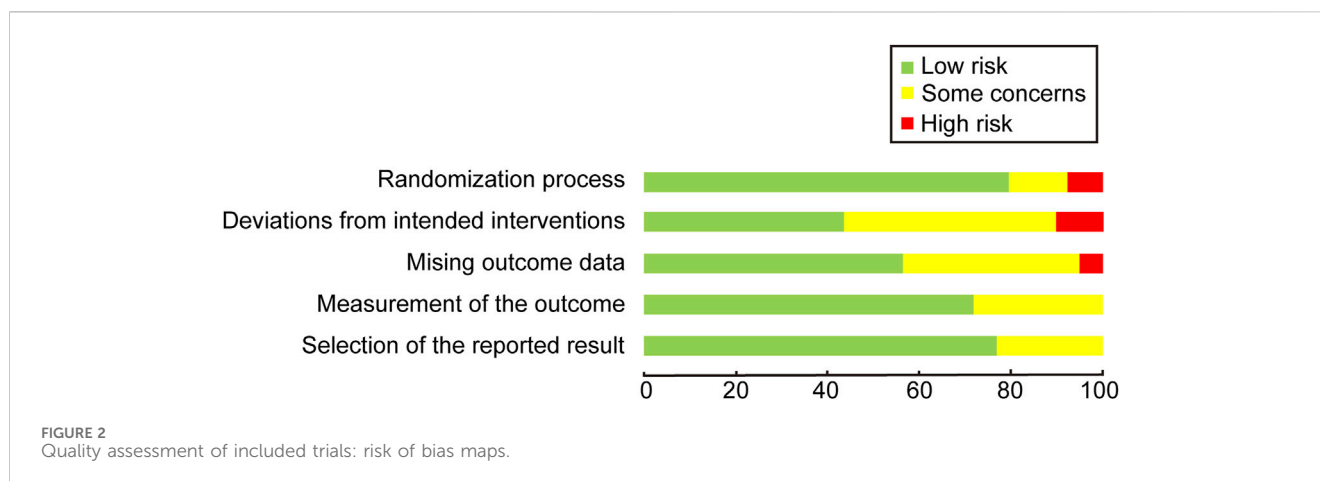 Low risk
Some concerns
High risk
Randomization process
Deviations from intended interventions
Mising outcome data
Measurement of the outcome
Selection of the reported result
0 20 40 60 80 100
FIGURE 2
Quality assessment of included trials: risk of bias maps.